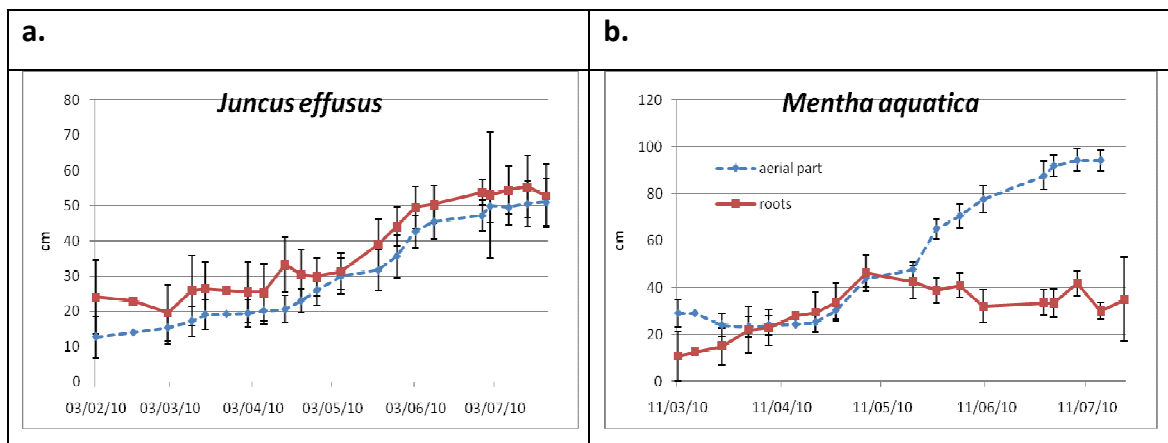 a.
b.
Juncus effusus
80
70
60
50
40
30
20
10
0
cm
03/02/10 03/03/10 03/04/10 03/05/10 03/06/10 03/07/10
Mentha aquatica
120
100
80
60
40
20
0
cm
aerial part
roots
11/03/10 11/04/10 11/05/10 11/06/10 11/07/10